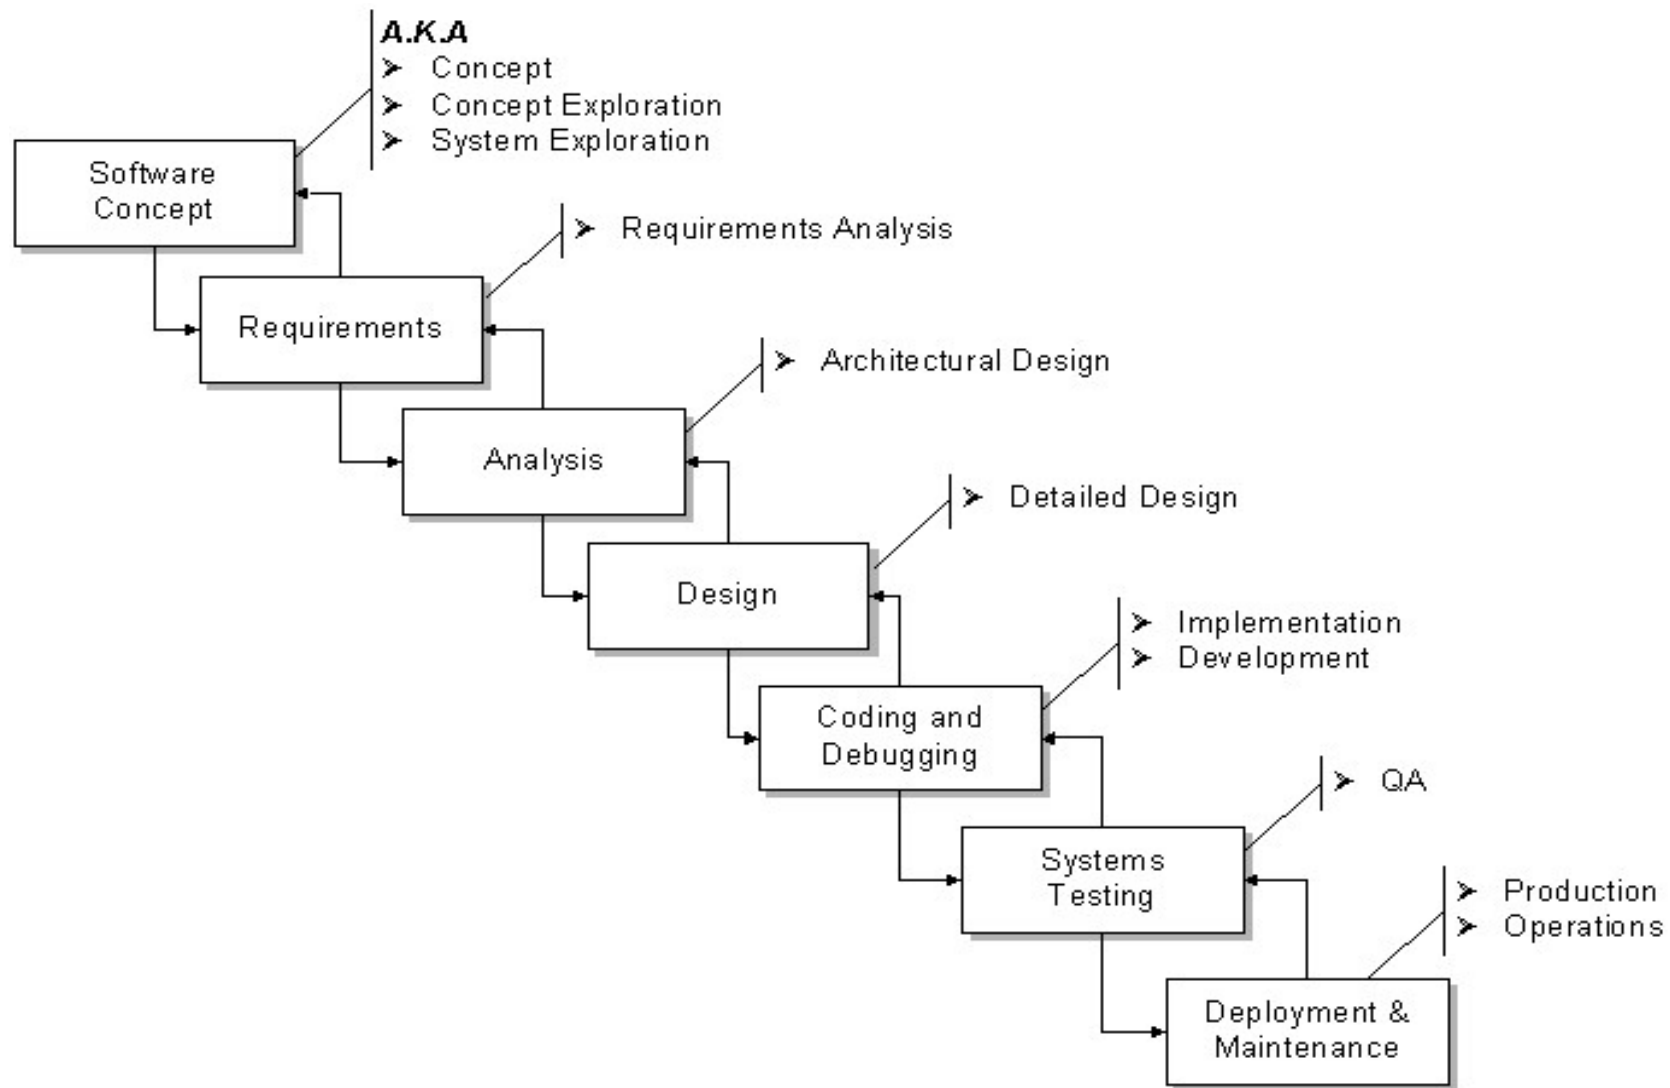 A.K.A
➢ Concept
➢ Concept Exploration
➢ System Exploration
Software
Concept
➢ Requirements Analysis
Requirements
➢ Architectural Design
Analysis
➢ Detailed Design
Design
➢ Implementation
➢ Development
Coding and
Debugging
➢ QA
Systems
Testing
➢ Production
➢ Operations
Deployment &
Maintenance